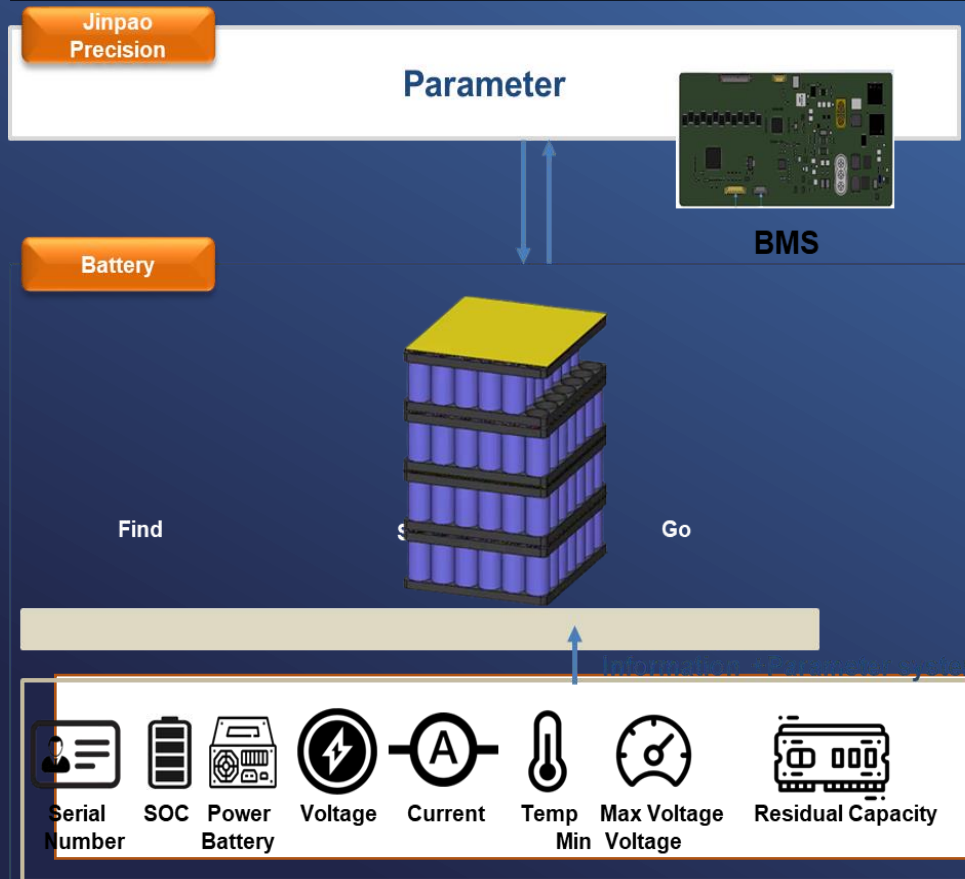 Jinpao
Precision
Parameter
BMS
Battery
Find
Go
Information
Serial
Number
SOC
Power
Battery
Voltage
Current
Temp
Max Voltage
Min Voltage
Residual Capacity